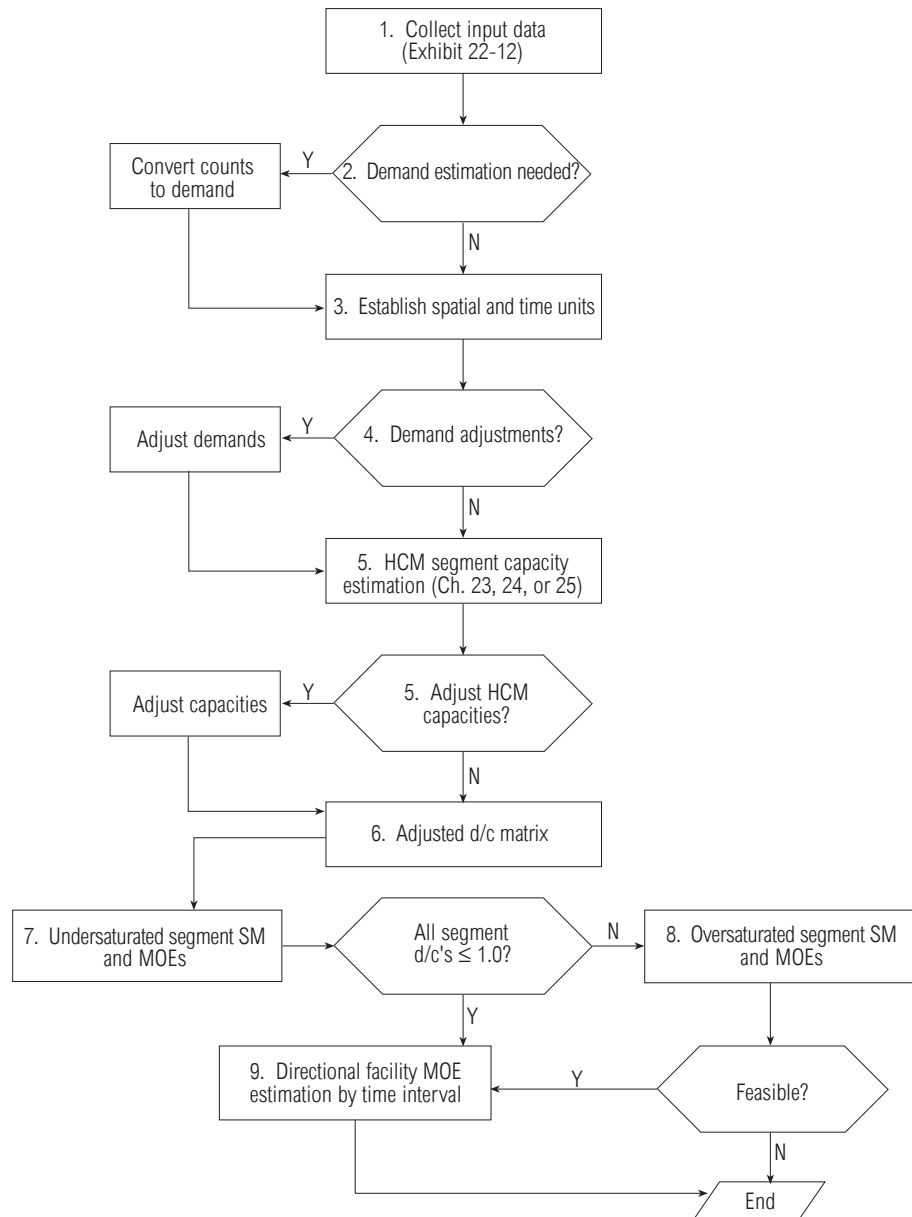 1. Collect input data
(Exhibit 22-12)
Y
2. Demand estimation needed?
Convert counts
to demand
N
3. Establish spatial and time units
Y
4. Demand adjustments?
Adjust demands
N
5. HCM segment capacity
estimation (Ch. 23, 24, or 25)
Y
5. Adjust HCM
capacities?
Adjust capacities
N
6. Adjusted d/c matrix
7. Undersaturated segment SM
and MOEs
All segment
d/c's ≤ 1.0?
N
8. Oversaturated segment SM
and MOEs
Y
9. Directional facility MOE
estimation by time interval
Y
Feasible?
N
End